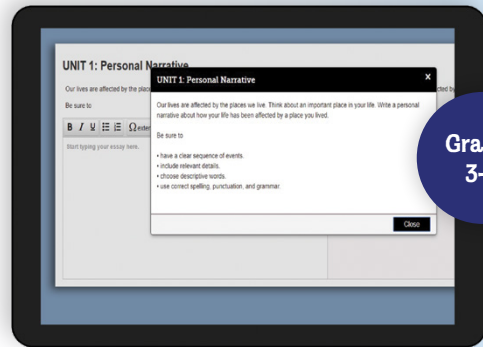 UNIT 1: Personal Narrative
Our lives are affected by the plac
cted by
Be sure to
B I U Ω exter
Start typing your essay here.
UNIT 1: Personal Narrative X
Our lives are affected by the places we live. Think about an important place in your life. Write a personal
narrative about how your life has been affected by a place you lived.
Be sure to
• have a clear sequence of events.
• include relevant details.
• choose descriptive words.
• use correct spelling, punctuation, and grammar.
Close
Gra
3-